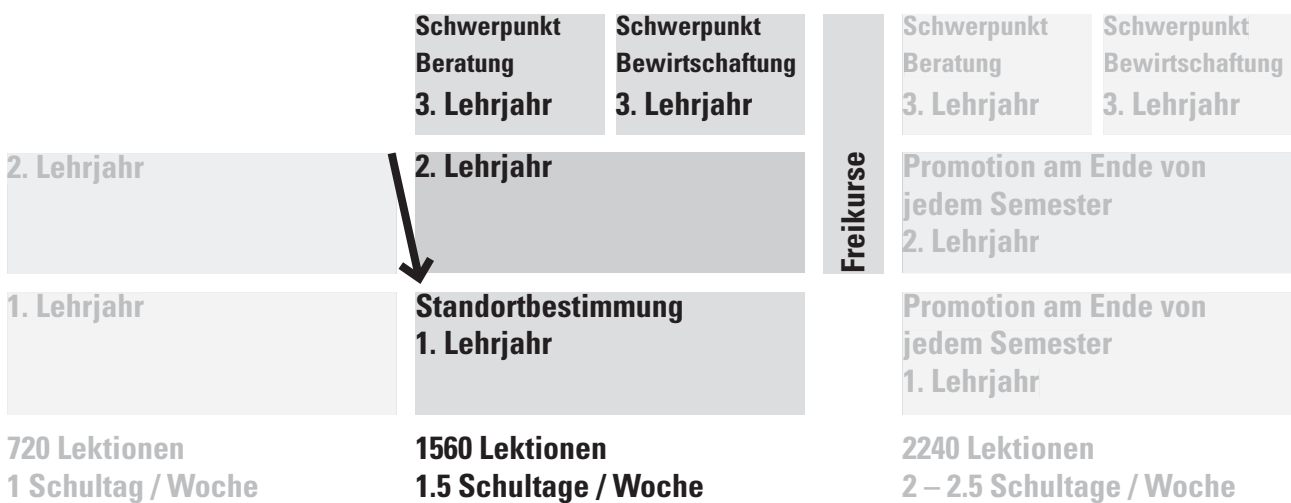 Schwerpunkt
Beratung
3. Lehrjahr
Schwerpunkt
Bewirtschaftung
3. Lehrjahr
Schwerpunkt
Beratung
3. Lehrjahr
Schwerpunkt
Bewirtschaftung
3. Lehrjahr
2. Lehrjahr
2. Lehrjahr
Freikurse
Promotion am Ende von
jedem Semester
2. Lehrjahr
1. Lehrjahr
Standortbestimmung
1. Lehrjahr
Promotion am Ende von
jedem Semester
1. Lehrjahr
720 Lektionen
1 Schultag / Woche
1560 Lektionen
1.5 Schultage / Woche
2240 Lektionen
2 – 2.5 Schultage / Woche